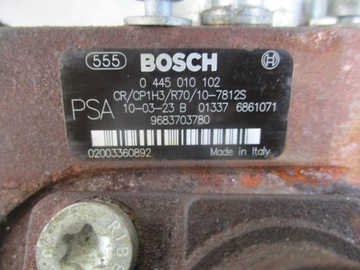 555 BOSCH
0 445 010 102
CR/CP1H3/R70/10-7812S
PSA 10-03-23 B 01337 6861071
9683703780
02003360892 Made in Italy
RIBE